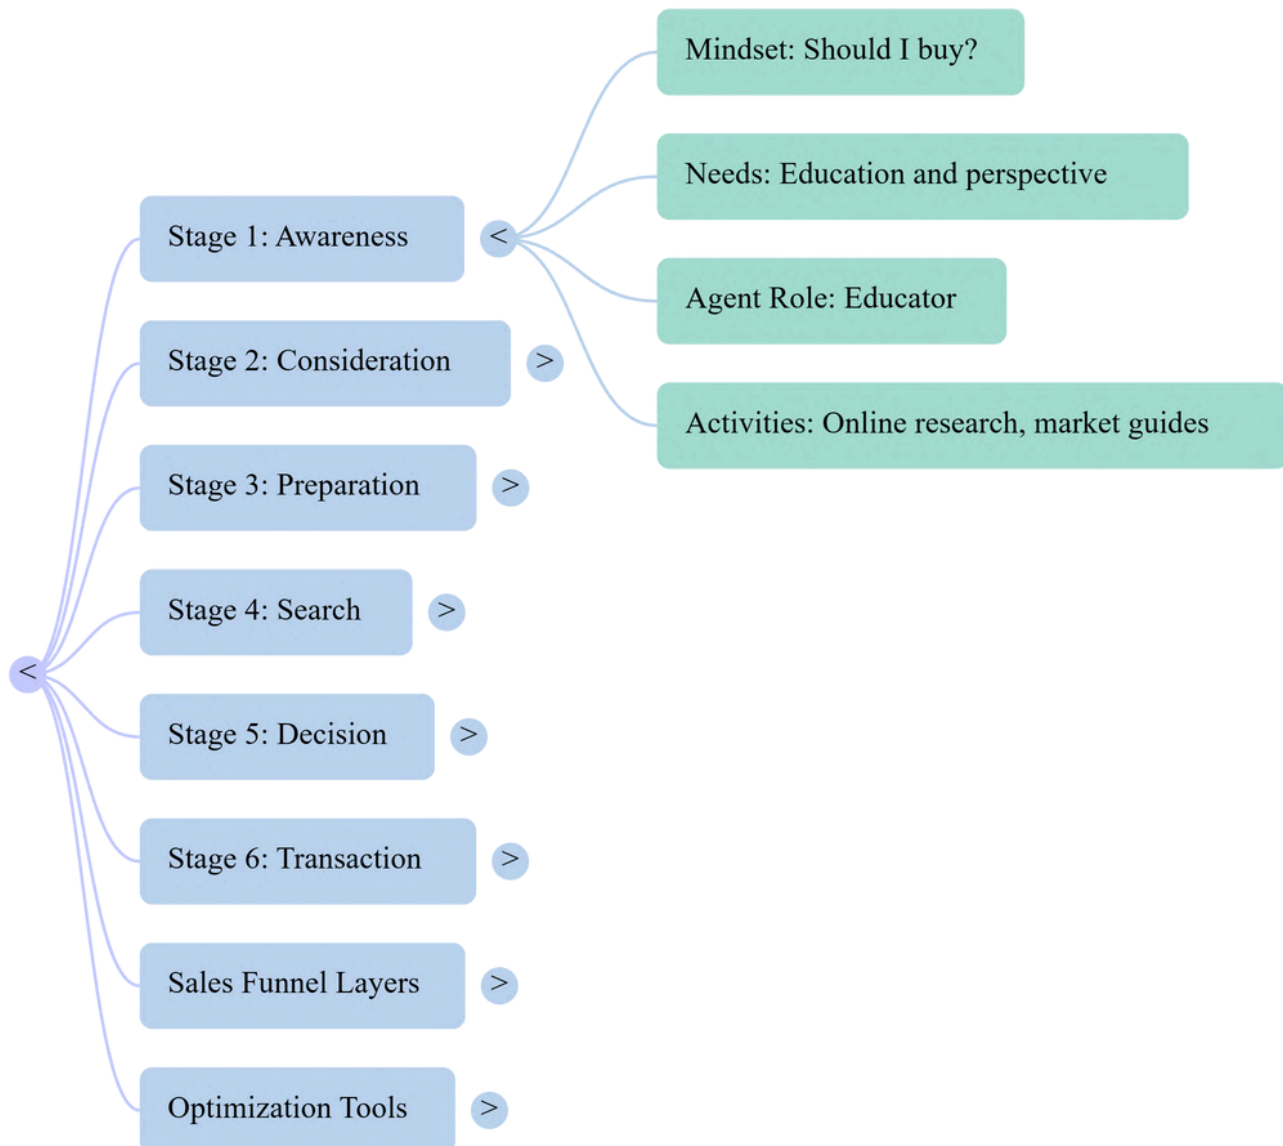 Mindset: Should I buy?
Needs: Education and perspective
Stage 1: Awareness
<
Agent Role: Educator
Stage 2: Consideration
>
Activities: Online research, market guides
Stage 3: Preparation
>
Stage 4: Search
>
<
Stage 5: Decision
>
Stage 6: Transaction
>
Sales Funnel Layers
>
Optimization Tools
>